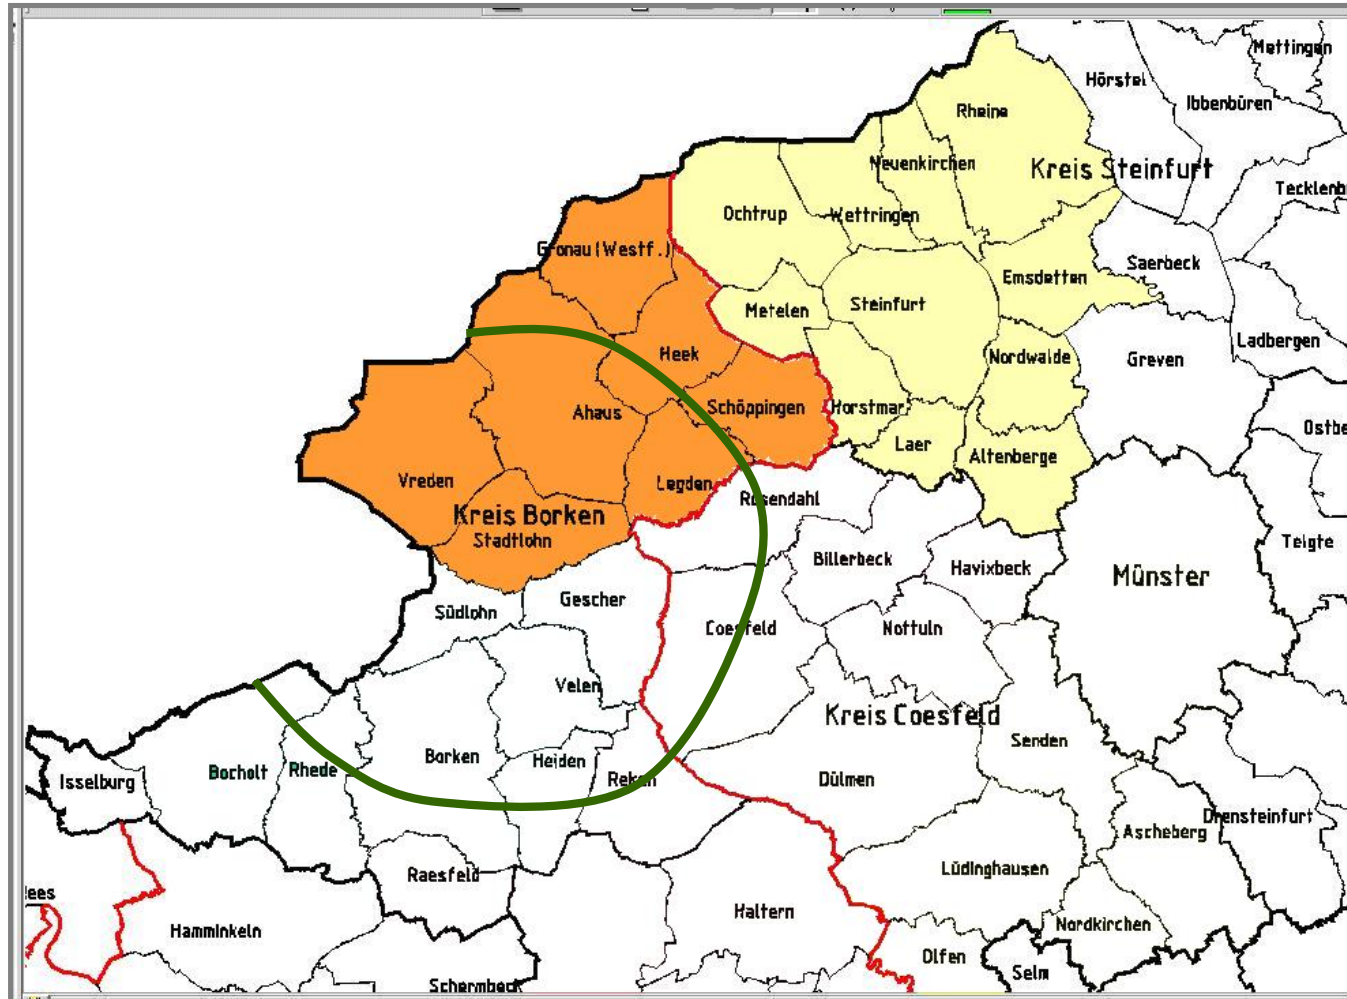 Mettingen
Hörstel
Ibbenbüren
Rheine
Neuenkirchen
Kreis Steinfurt
Tecklenb
Ochtrup
Wettringen
Gronau (Westf.)
Saerbeck
Emsdetten
Metelen
Steinfurt
Ladbergen
Heek
Nordwalde
Greven
Ahaus
Schöppingen
Horstmar
Ostbe
Laer
Altenberge
Vreden
Legden
Rosendahl
Kreis Borken
Stadtlohn
Telgte
Billerbeck
Havixbeck
Münster
Gescher
Südlohn
Coesfeld
Nottuln
Velen
Kreis Coesfeld
Senden
Borken
Heiden
Bocholt
Rhede
Isselburg
Reken
Dülmen
Drensteinfurt
Ascheberg
Raesfeld
Lüdinghausen
ees
Haltern
Hamminkeln
Nordkirchen
Olfen
Selm
Schermbeck